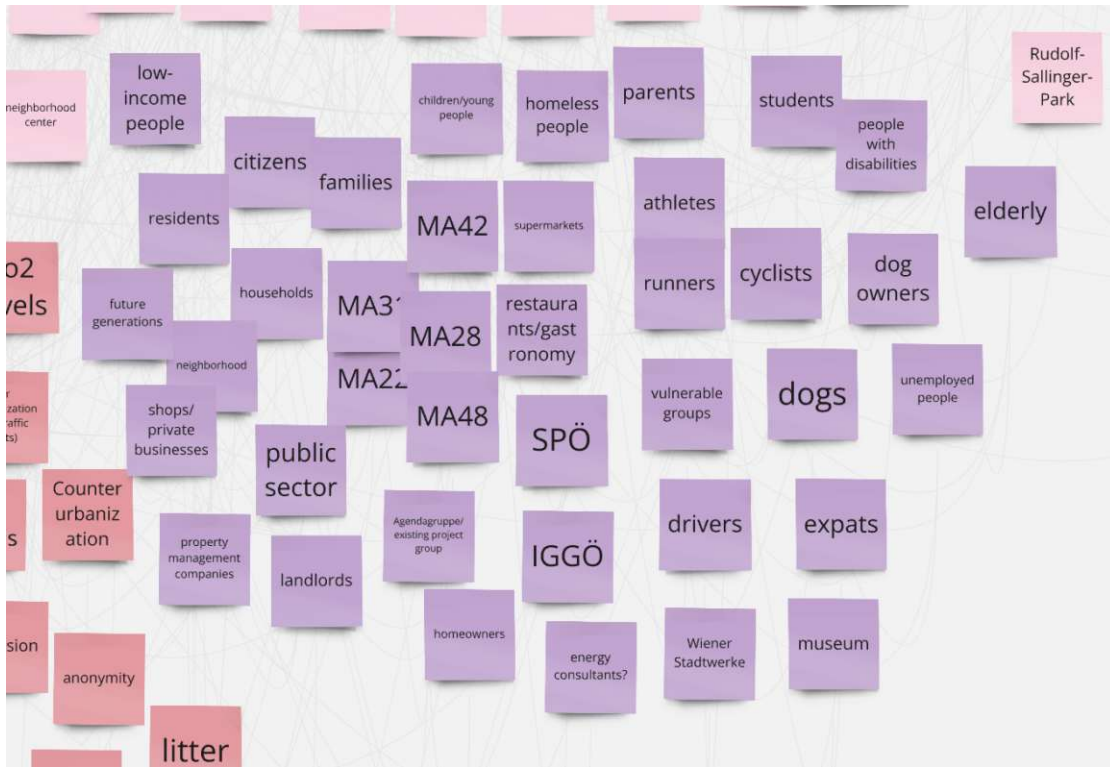 low-
income
people
children/young
people
homeless
people
parents
students
people
with
disabilities
Rudolf-
Sallinger-
Park
neighborhood
center
citizens
families
residents
MA42
supermarkets
athletes
elderly
households
MA31
future
generations
MA28
restaura
nts/gast
ronomy
runners
cyclists
dog
owners
neighborhood
MA22
MA48
vulnerable
groups
dogs
unemployed
people
shops/
private
businesses
public
sector
SPÖ
Counter
urbaniz
ation
property
management
companies
landlords
Agendagruppe/
existing project
group
IGGÖ
drivers
expats
homeowners
energy
consultants?
Wiener
Stadtwerke
museum
anonymity
litter